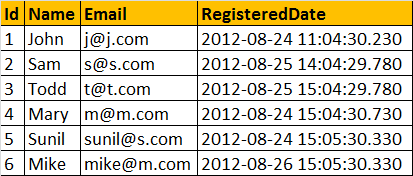 Id Name Email RegisteredDate
1 John j@j.com 2012-08-24 11:04:30.230
2 Sam s@s.com 2012-08-25 14:04:29.780
3 Todd t@t.com 2012-08-25 15:04:29.780
4 Mary m@m.com 2012-08-24 15:04:30.730
5 Sunil sunil@s.com 2012-08-24 15:05:30.330
6 Mike mike@m.com 2012-08-26 15:05:30.330